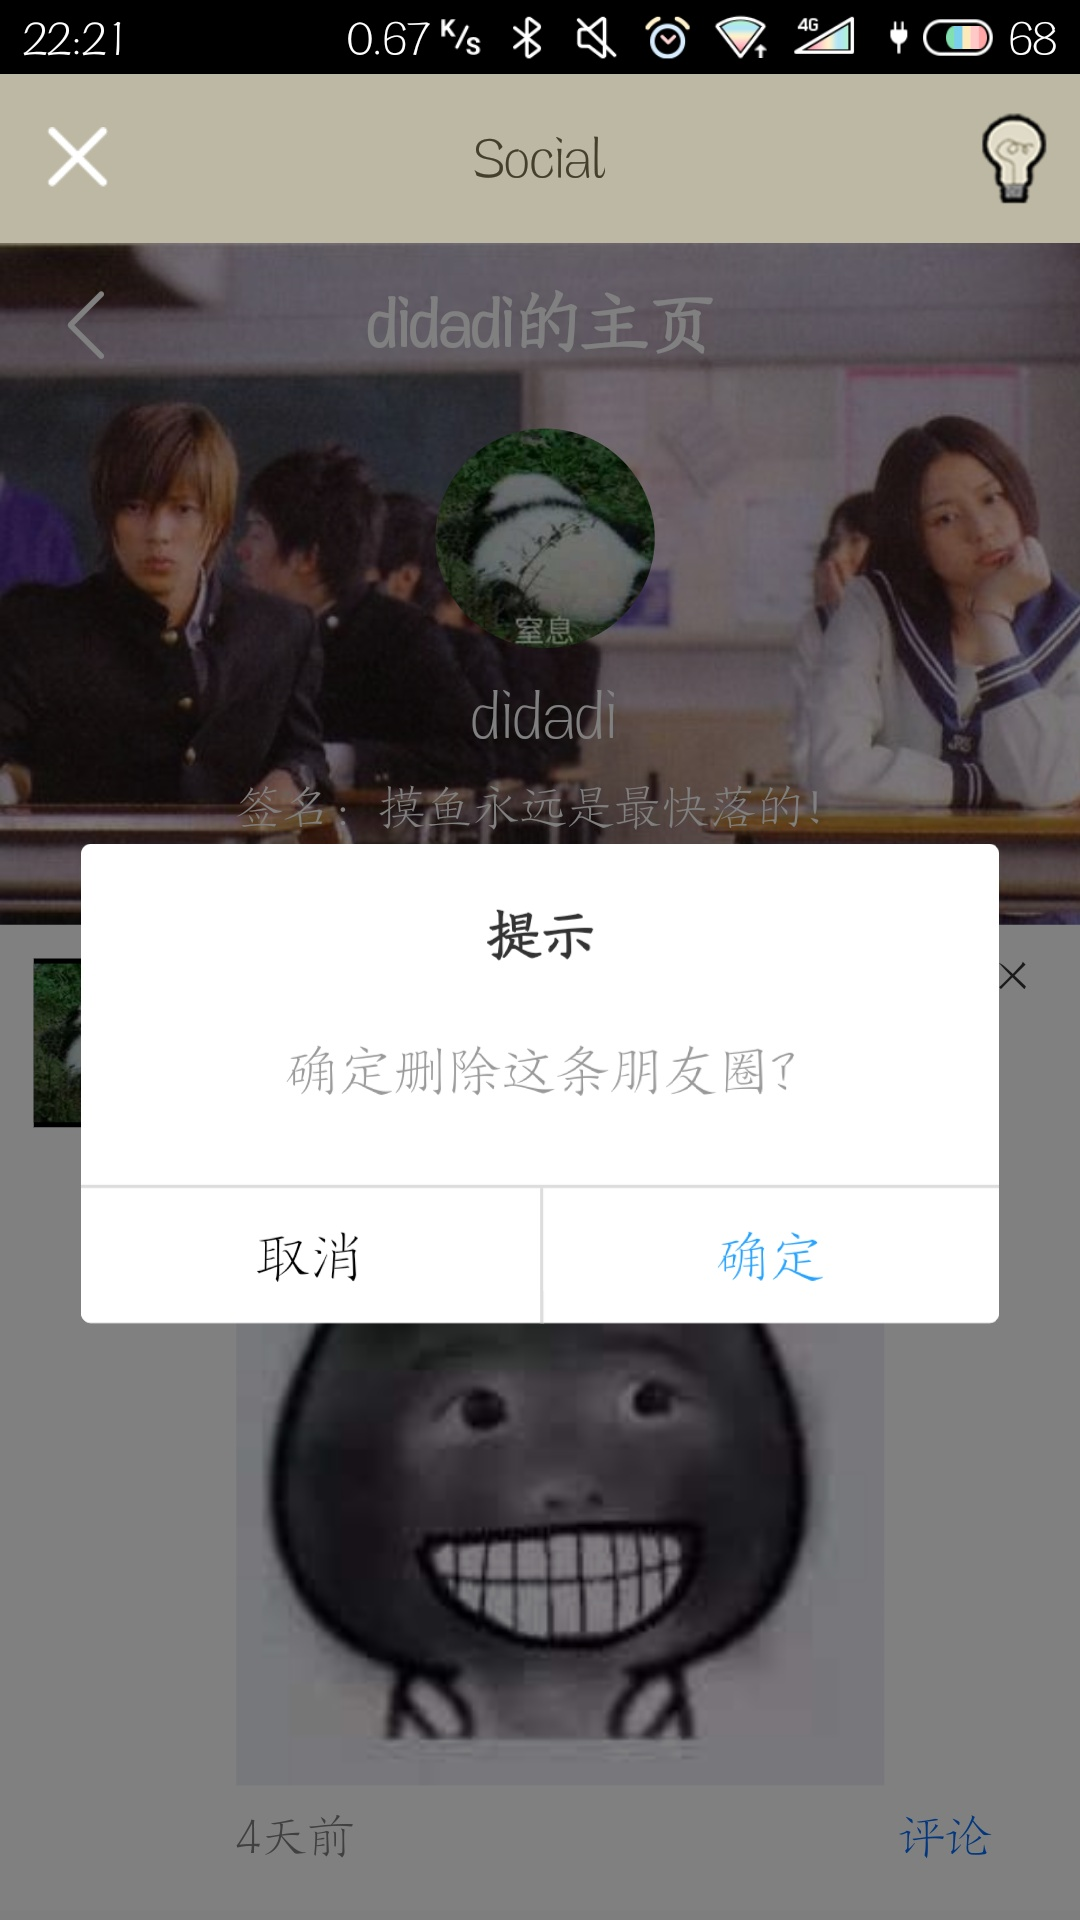 22:21 0.67 K/s 4G 68
Social
didadi的主页
窒息
didadi
签名：摸鱼永远是最快落的！
提示
确定删除这条朋友圈？
取消 确定
4天前 评论